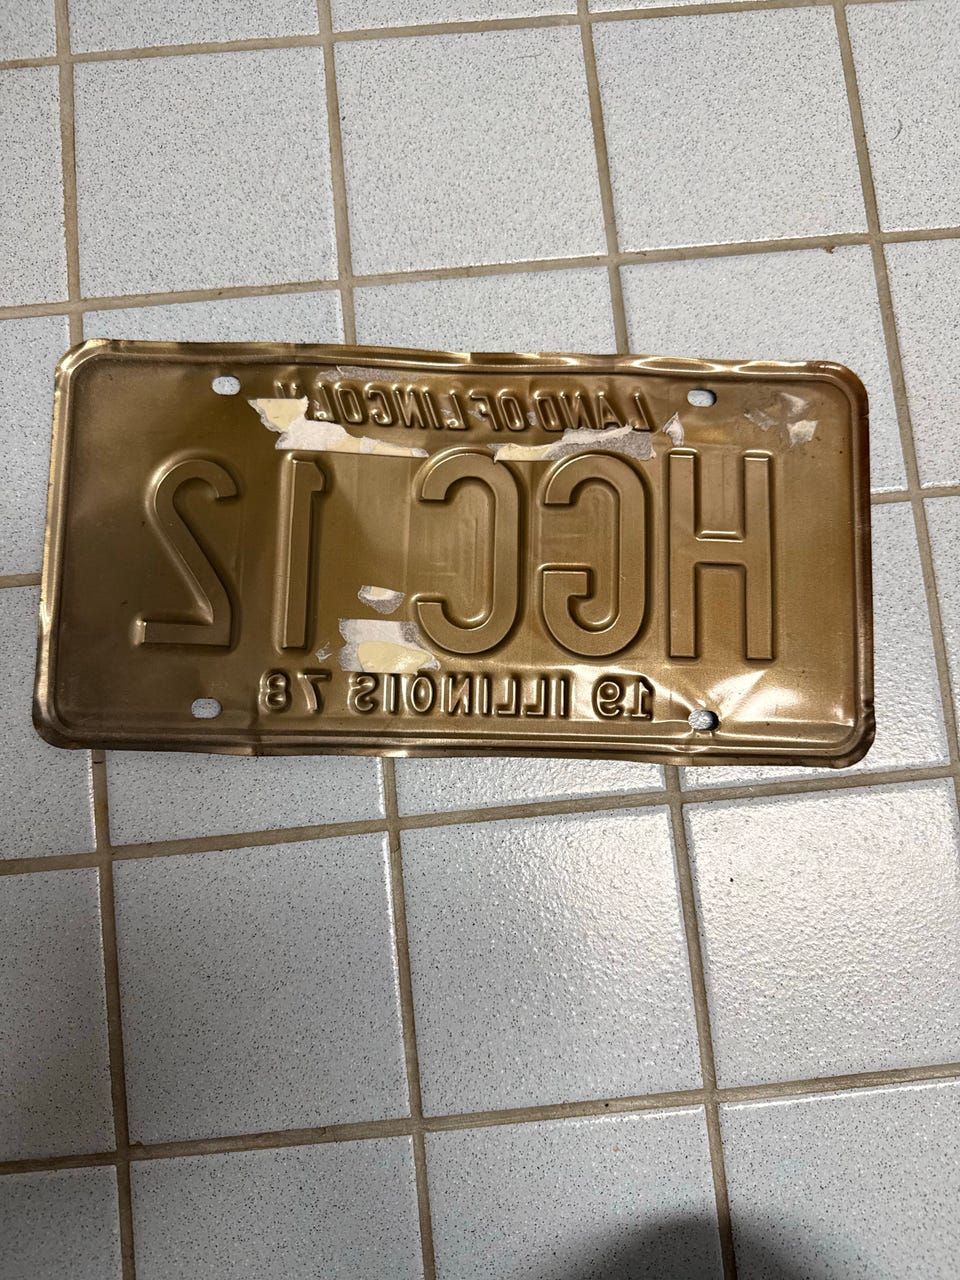 LAND OF LINCOLN
HGC 12
19 ILLINOIS 78